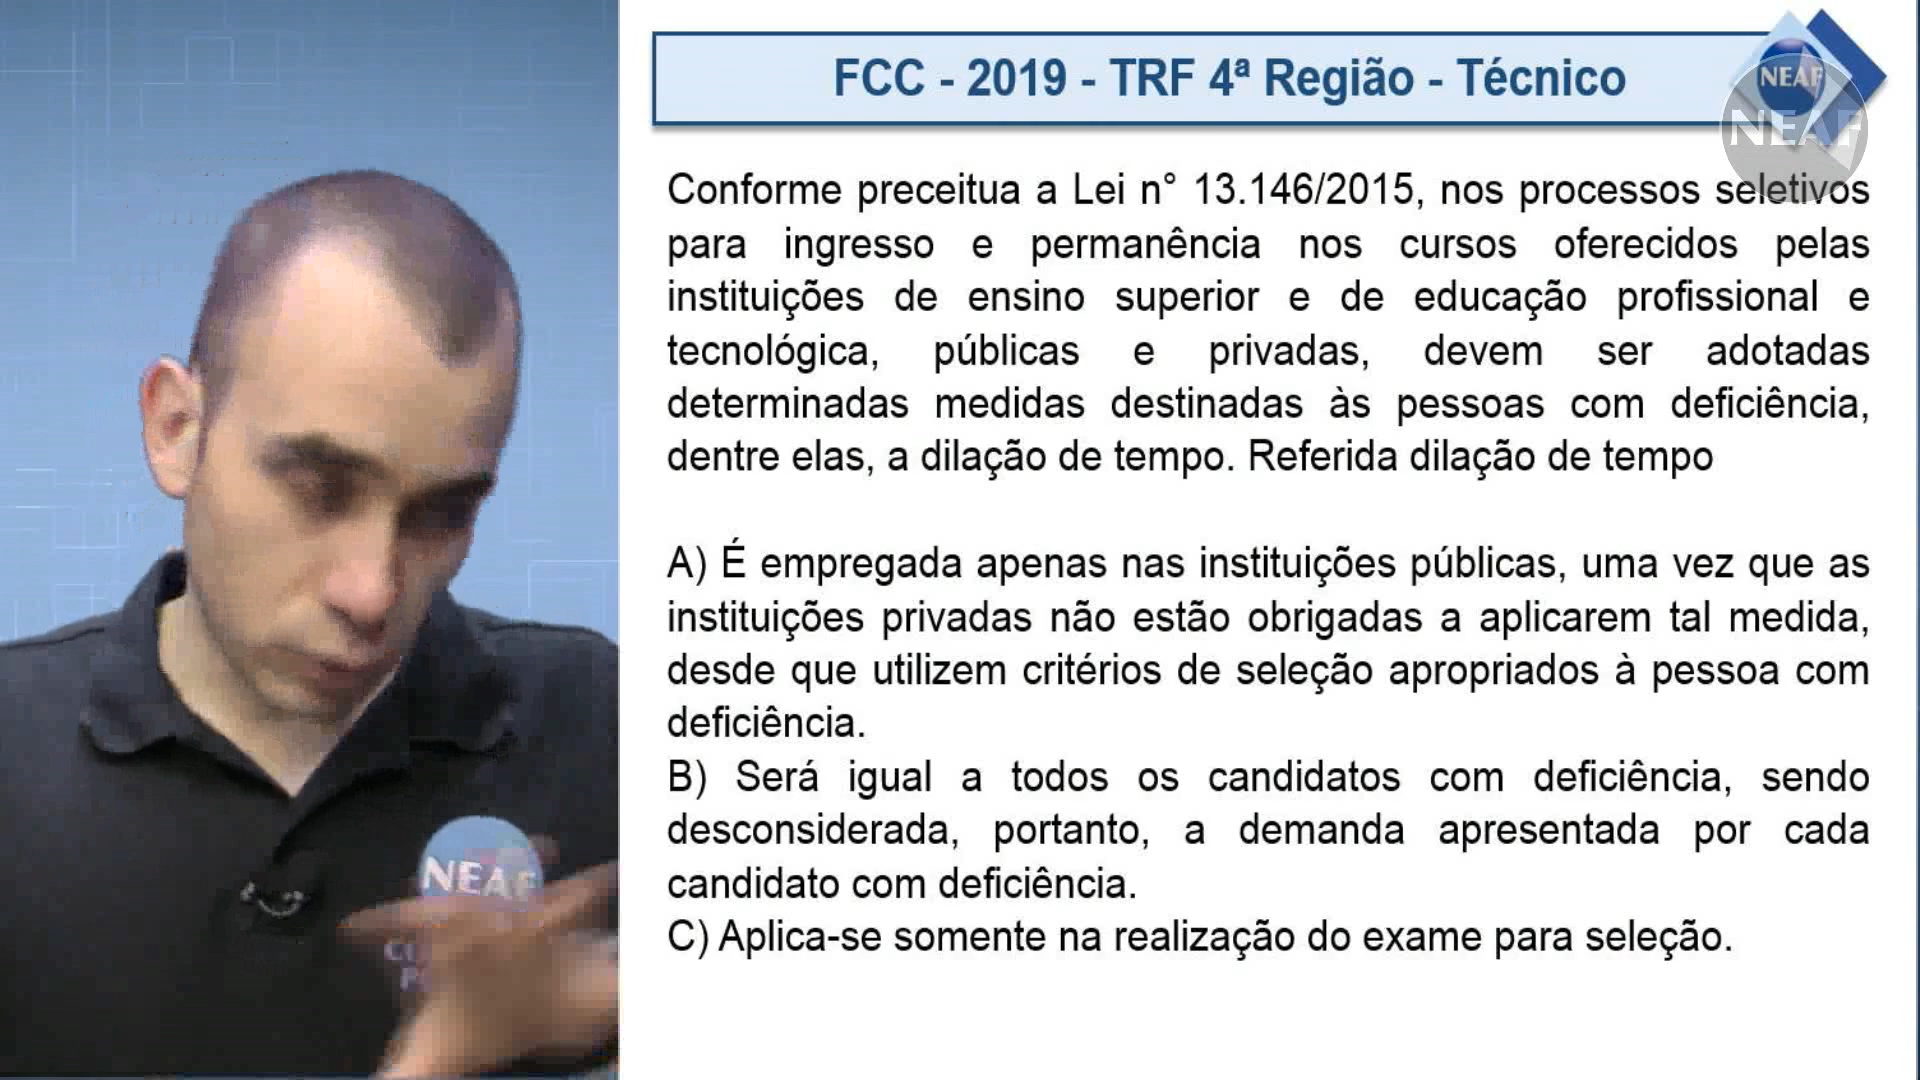 FCC - 2019 - TRF 4ª Região - Técnico
NEAF
NEAF
Conforme preceitua a Lei n° 13.146/2015, nos processos seletivos
para ingresso e permanência nos cursos oferecidos pelas
instituições de ensino superior e de educação profissional e
tecnológica, públicas e privadas, devem ser adotadas
determinadas medidas destinadas às pessoas com deficiência,
dentre elas, a dilação de tempo. Referida dilação de tempo
A) É empregada apenas nas instituições públicas, uma vez que as
instituições privadas não estão obrigadas a aplicarem tal medida,
desde que utilizem critérios de seleção apropriados à pessoa com
deficiência.
B) Será igual a todos os candidatos com deficiência, sendo
desconsiderada, portanto, a demanda apresentada por cada
candidato com deficiência.
C) Aplica-se somente na realização do exame para seleção.
NEAF